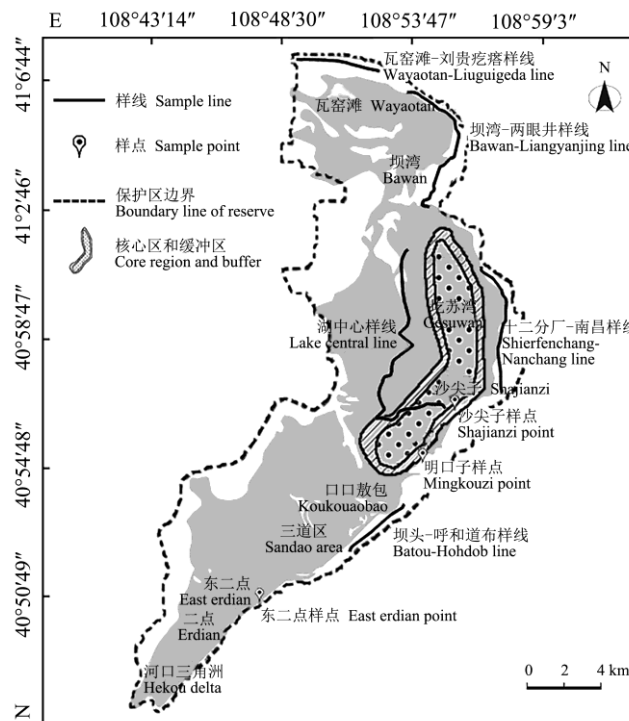 E
108°43′14″
108°48′30″
108°53′47″
108°59′3″
41°6′44″
41°2′46″
40°58′47″
40°54′48″
40°50′49″
N
N
样线 Sample line
样点 Sample point
保护区边界
Boundary line of reserve
核心区和缓冲区
Core region and buffer
瓦窑滩-刘贵疙瘩样线
Wayaotan-Liuguigeda line
瓦窑滩 Wayaotan
坝湾-两眼井样线
Bawan-Liangyanjing line
坝湾
Bawan
圪苏湾
Gesuwan
湖中心样线
Lake central line
十二分厂-南昌样线
Shierfenchang-
Nanchang line
沙尖子 Shajianzi
沙尖子样点
Shajianzi point
明口子样点
Mingkouzi point
口口敖包
Koukouaobao
三道区
Sandao area
坝头-呼和道布样线
Batou-Hohdob line
东二点
East erdian
东二点样点 East erdian point
二点
Erdian
河口三角洲
Hekou delta
0 2 4 km